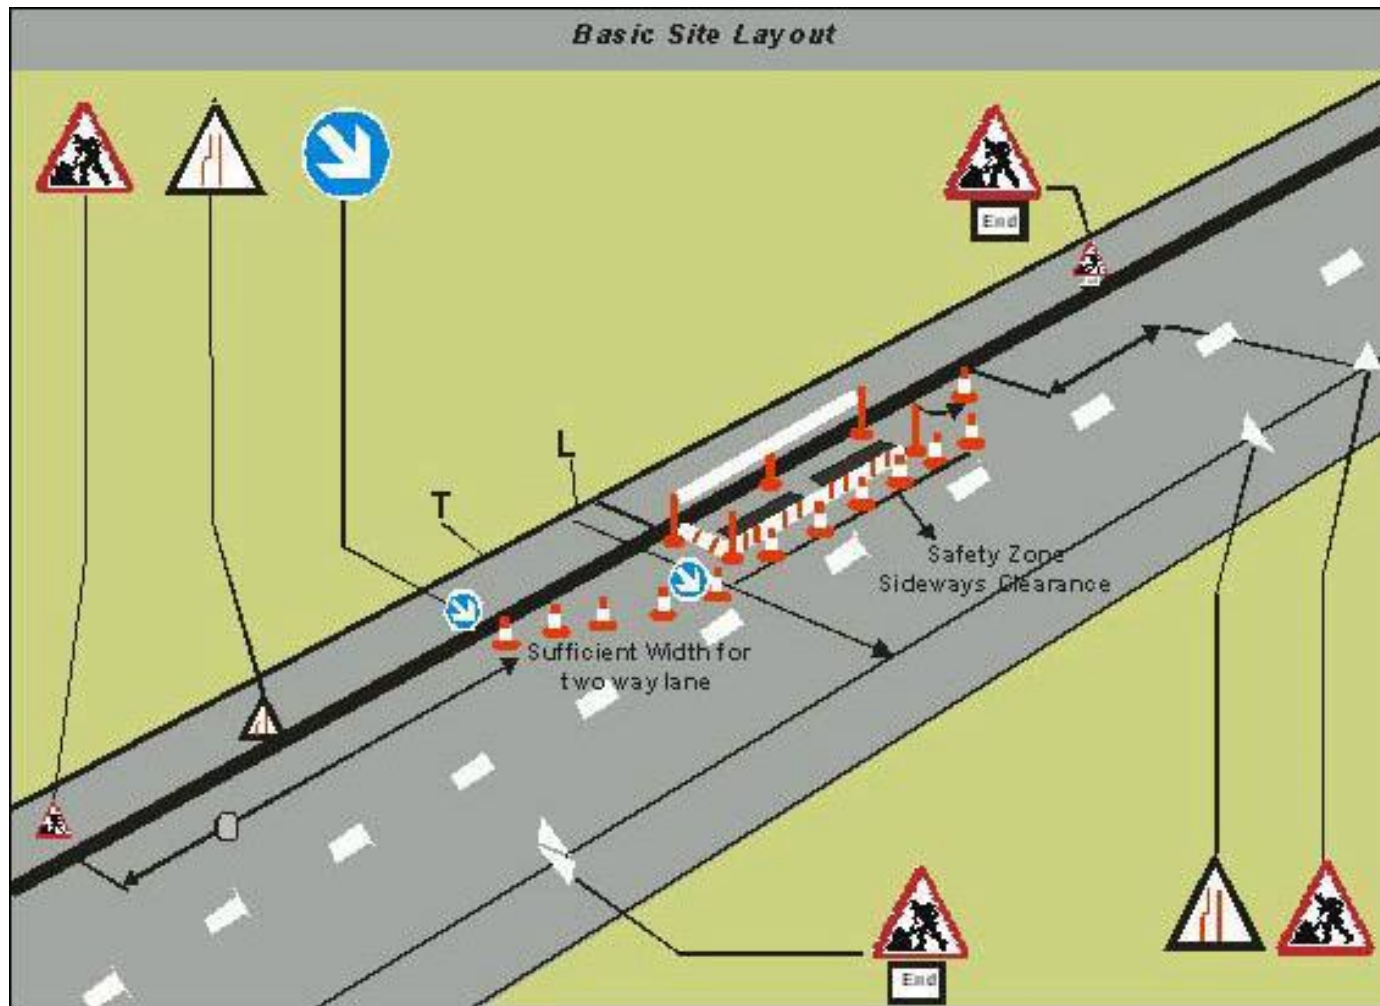 Basic Site Layout
End
L
T
Safety Zone
Sideways Clearance
Sufficient Width for
two way lane
End